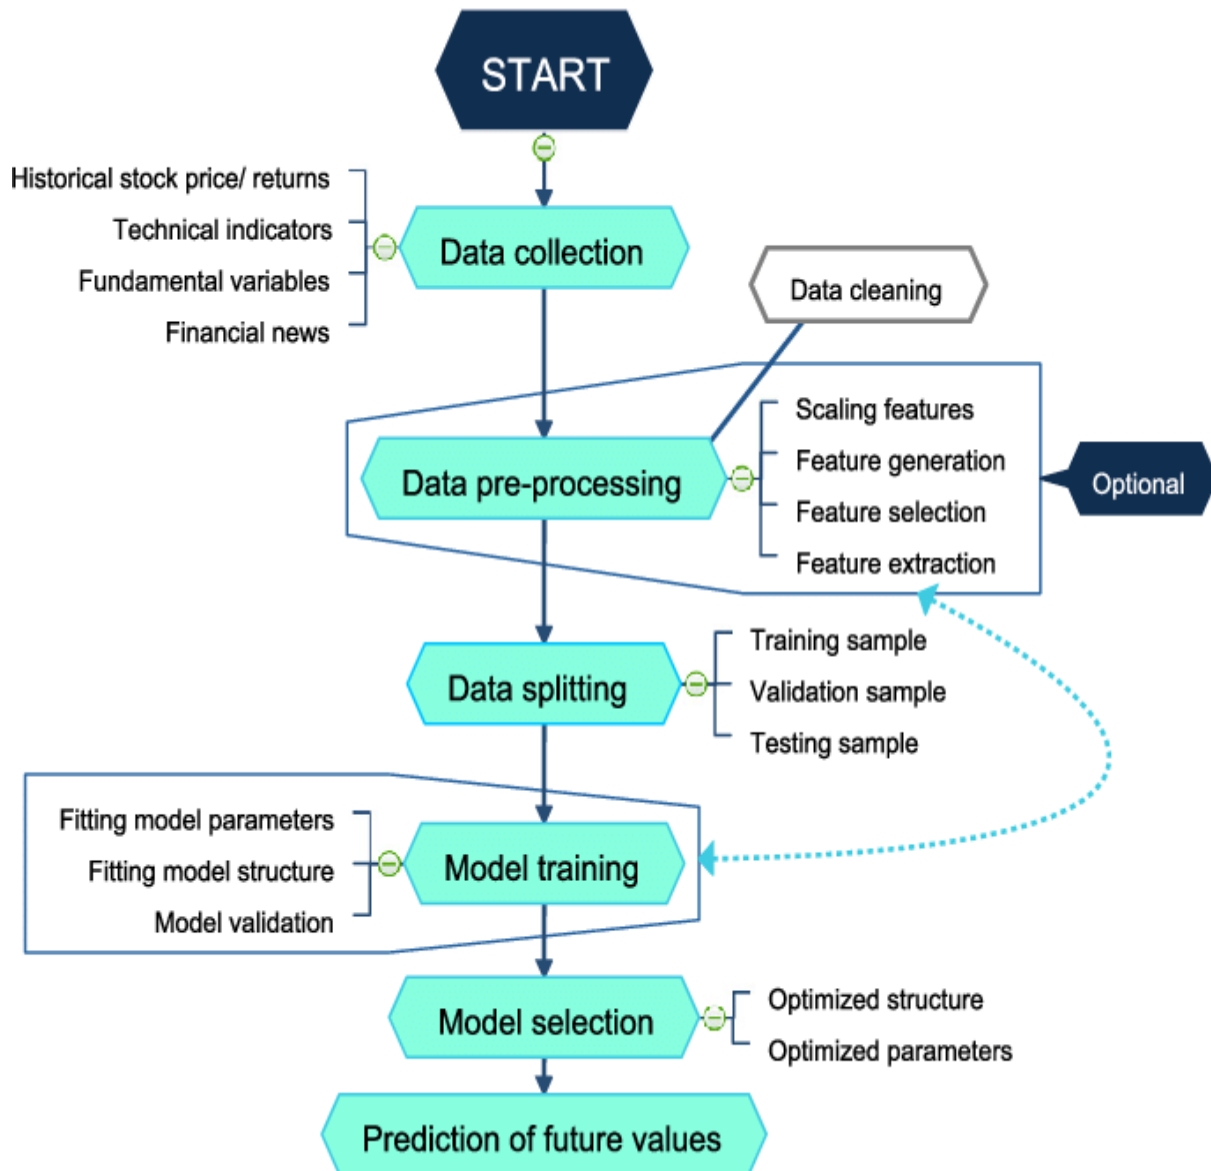 START
Historical stock price/ returns
Technical indicators
Fundamental variables
Financial news
Data collection
Data cleaning
Data pre-processing
Scaling features
Feature generation
Feature selection
Feature extraction
Optional
Data splitting
Training sample
Validation sample
Testing sample
Fitting model parameters
Fitting model structure
Model validation
Model training
Model selection
Optimized structure
Optimized parameters
Prediction of future values